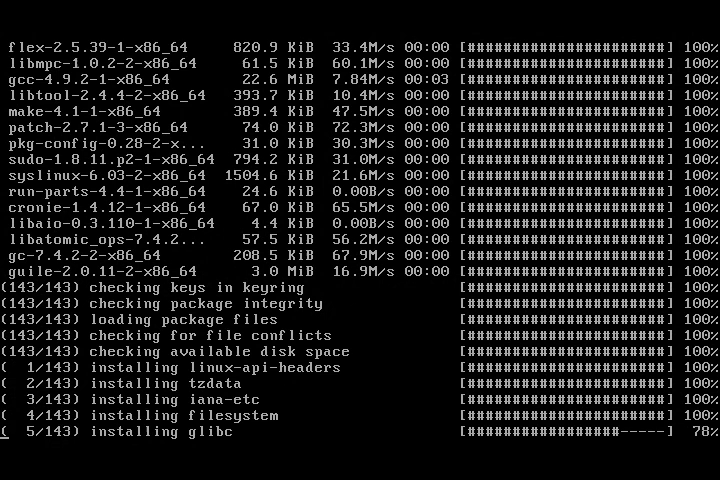 flex-2.5.39-1-x86_64 820.9 KiB 33.4M/s 00:00 [#######################] 100%
libmpc-1.0.2-2-x86_64 61.5 KiB 60.1M/s 00:00 [#######################] 100%
gcc-4.9.2-1-x86_64 22.6 MiB 7.84M/s 00:03 [#######################] 100%
libtool-2.4.4-2-x86_64 393.7 KiB 10.4M/s 00:00 [#######################] 100%
make-4.1-1-x86_64 389.4 KiB 47.5M/s 00:00 [#######################] 100%
patch-2.7.1-3-x86_64 74.0 KiB 72.3M/s 00:00 [#######################] 100%
pkg-config-0.28-2-x... 31.0 KiB 30.3M/s 00:00 [#######################] 100%
sudo-1.8.11.p2-1-x86_64 794.2 KiB 31.0M/s 00:00 [#######################] 100%
syslinux-6.03-2-x86_64 1504.6 KiB 21.6M/s 00:00 [#######################] 100%
run-parts-4.4-1-x86_64 24.6 KiB 0.00B/s 00:00 [#######################] 100%
cronie-1.4.12-1-x86_64 67.0 KiB 65.5M/s 00:00 [#######################] 100%
libaio-0.3.110-1-x86_64 4.4 KiB 0.00B/s 00:00 [#######################] 100%
libatomic_ops-7.4.2... 57.5 KiB 56.2M/s 00:00 [#######################] 100%
gc-7.4.2-2-x86_64 208.5 KiB 67.9M/s 00:00 [#######################] 100%
guile-2.0.11-2-x86_64 3.0 MiB 16.9M/s 00:00 [#######################] 100%
(143/143) checking keys in keyring [#######################] 100%
(143/143) checking package integrity [#######################] 100%
(143/143) loading package files [#######################] 100%
(143/143) checking for file conflicts [#######################] 100%
(143/143) checking available disk space [#######################] 100%
( 1/143) installing linux-api-headers [#######################] 100%
( 2/143) installing tzdata [#######################] 100%
( 3/143) installing iana-etc [#######################] 100%
( 4/143) installing filesystem [#######################] 100%
( 5/143) installing glibc [#################-----] 78%